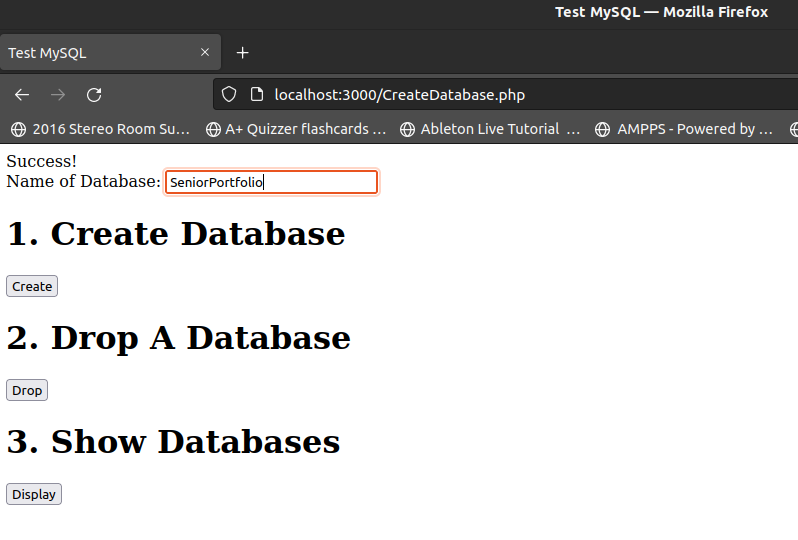 Test MySQL — Mozilla Firefox
Test MySQL
localhost:3000/CreateDatabase.php
2016 Stereo Room Su… A+ Quizzer flashcards … Ableton Live Tutorial … AMPPS - Powered by …
Success!
Name of Database: SeniorPortfolio
1. Create Database
Create
2. Drop A Database
Drop
3. Show Databases
Display